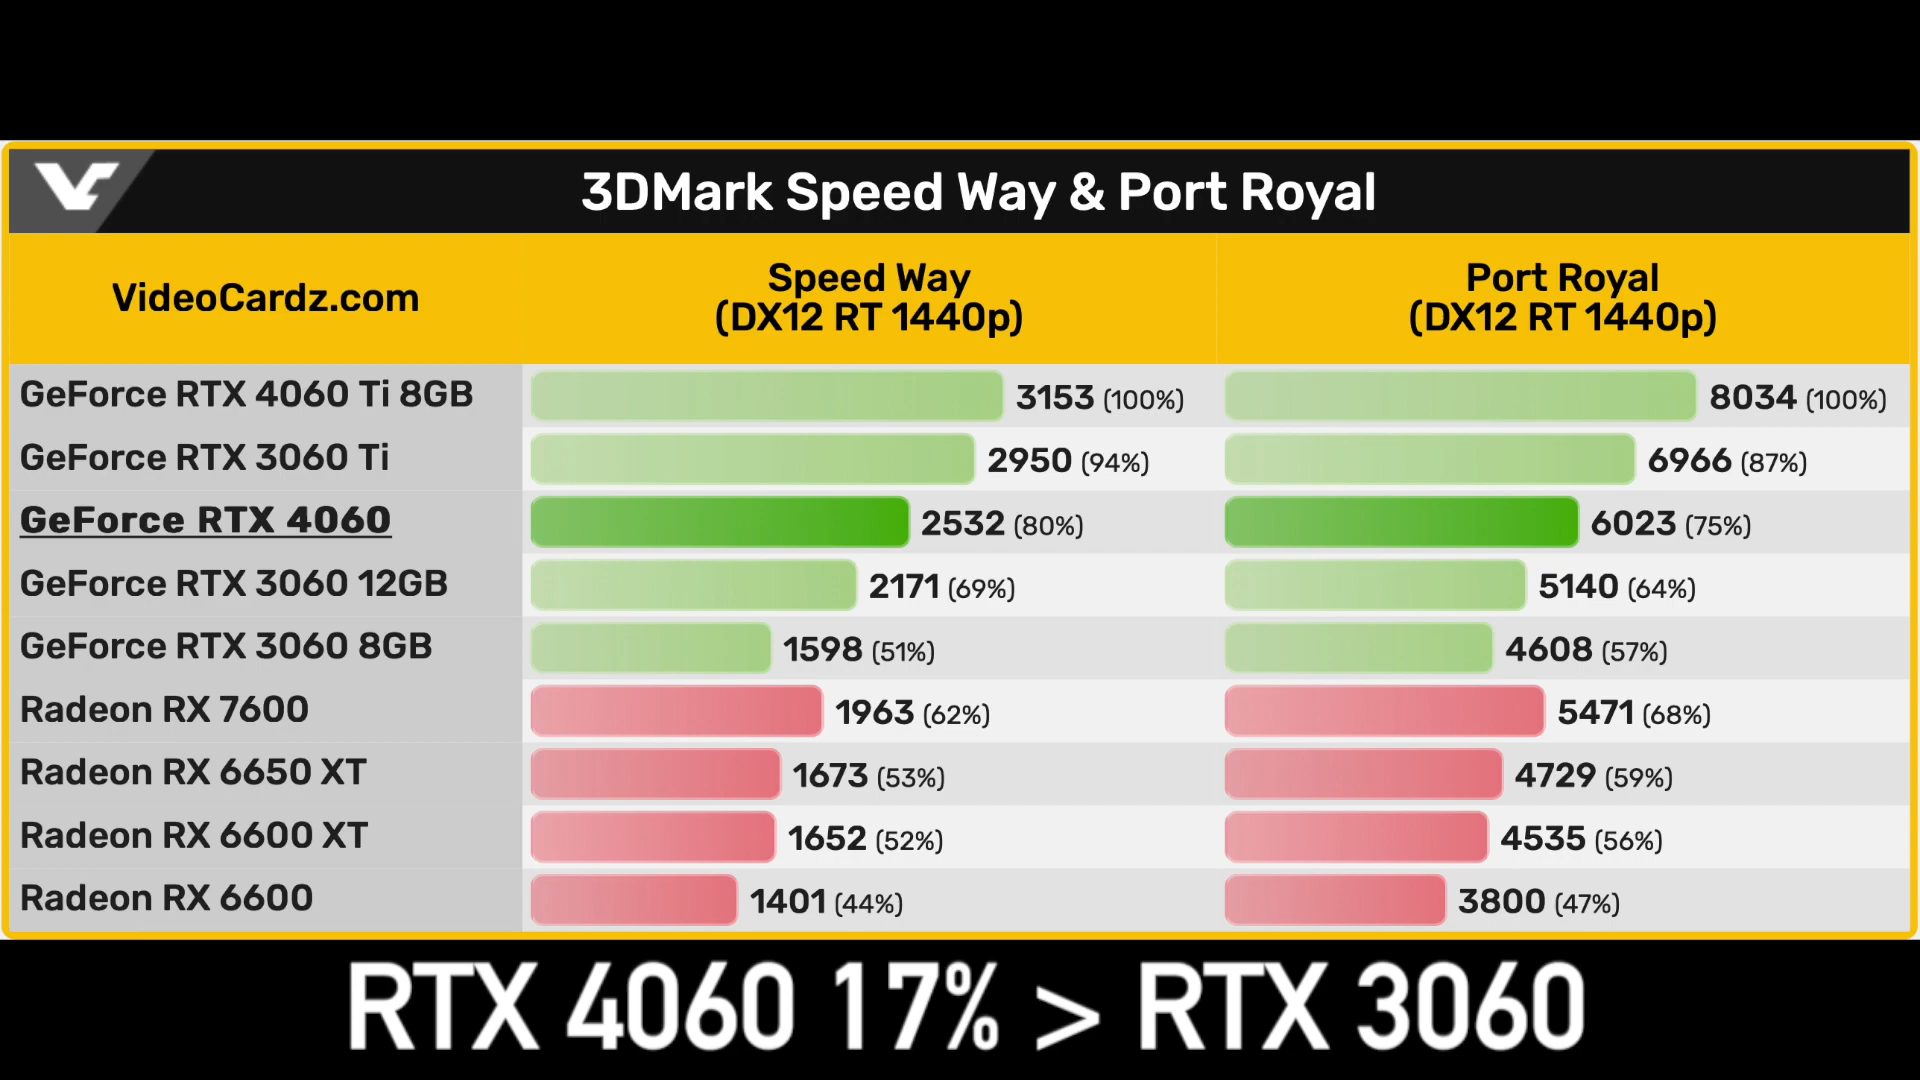 3DMark Speed Way & Port Royal
VideoCardz.com
Speed Way
(DX12 RT 1440p)
Port Royal
(DX12 RT 1440p)
GeForce RTX 4060 Ti 8GB 3153 (100%) 8034 (100%)
GeForce RTX 3060 Ti 2950 (94%) 6966 (87%)
GeForce RTX 4060 2532 (80%) 6023 (75%)
GeForce RTX 3060 12GB 2171 (69%) 5140 (64%)
GeForce RTX 3060 8GB 1598 (51%) 4608 (57%)
Radeon RX 7600 1963 (62%) 5471 (68%)
Radeon RX 6650 XT 1673 (53%) 4729 (59%)
Radeon RX 6600 XT 1652 (52%) 4535 (56%)
Radeon RX 6600 1401 (44%) 3800 (47%)
RTX 4060 17% > RTX 3060